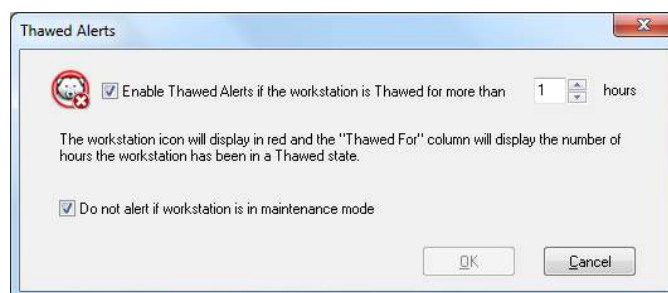 Thawed Alerts
Enable Thawed Alerts if the workstation is Thawed for more than 1 hours
The workstation icon will display in red and the "Thawed For" column will display the number of
hours the workstation has been in a Thawed state.
Do not alert if workstation is in maintenance mode
OK Cancel